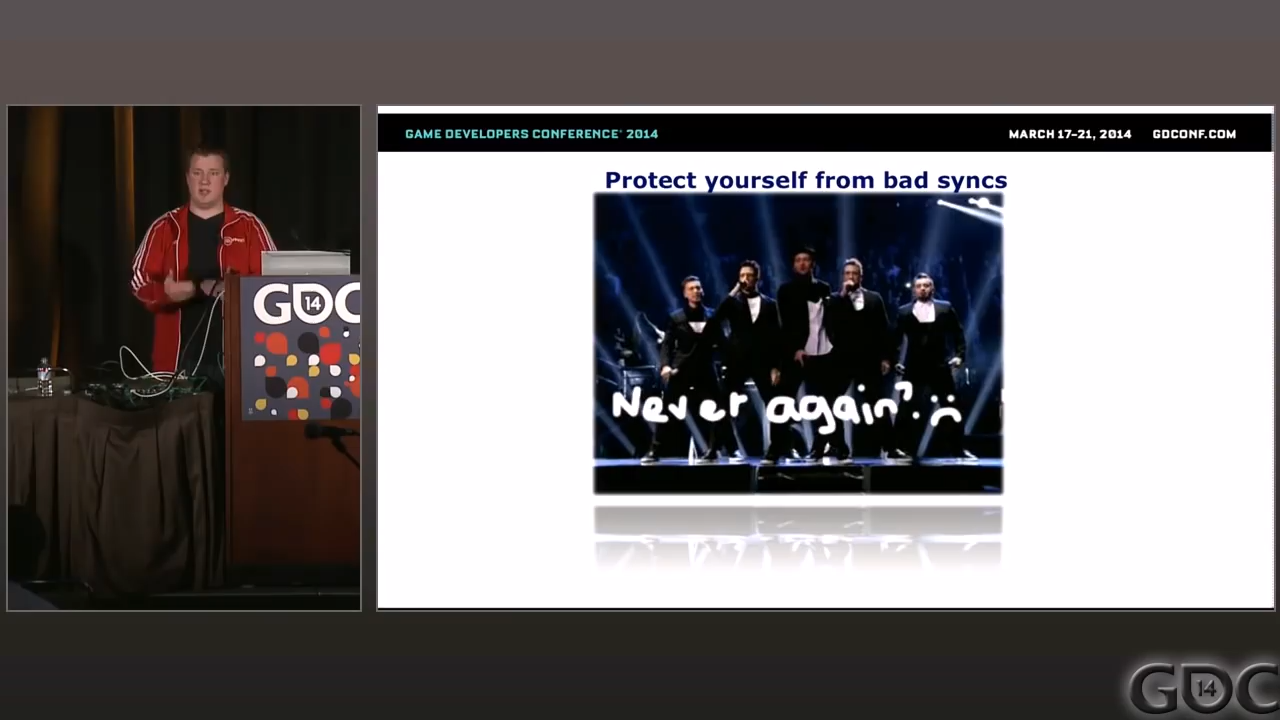 GAME DEVELOPERS CONFERENCE® 2014
MARCH 17–21, 2014 GDCONF.COM
Protect yourself from bad syncs
Never again? :(
GDC
14
GDC
14